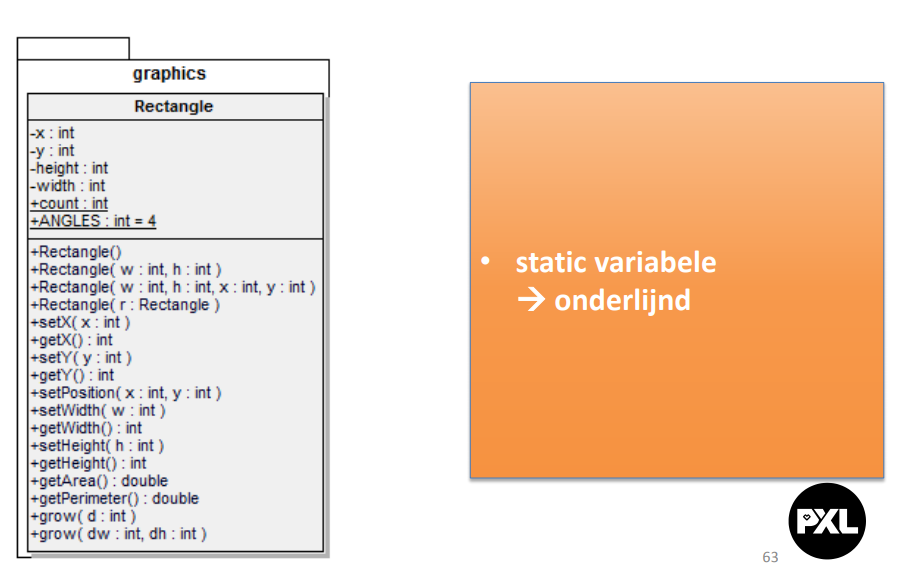 graphics
Rectangle
-x : int
-y : int
-height : int
-width : int
+count : int
+ANGLES : int = 4
+Rectangle()
+Rectangle( w : int, h : int )
+Rectangle( w : int, h : int, x : int, y : int )
+Rectangle( r : Rectangle )
+setX( x : int )
+getX() : int
+setY( y : int )
+getY() : int
+setPosition( x : int, y : int )
+setWidth( w : int )
+getWidth() : int
+setHeight( h : int )
+getHeight() : int
+getArea() : double
+getPerimeter() : double
+grow( d : int )
+grow( dw : int, dh : int )
• static variabele
→ onderlijnd
PXL
63